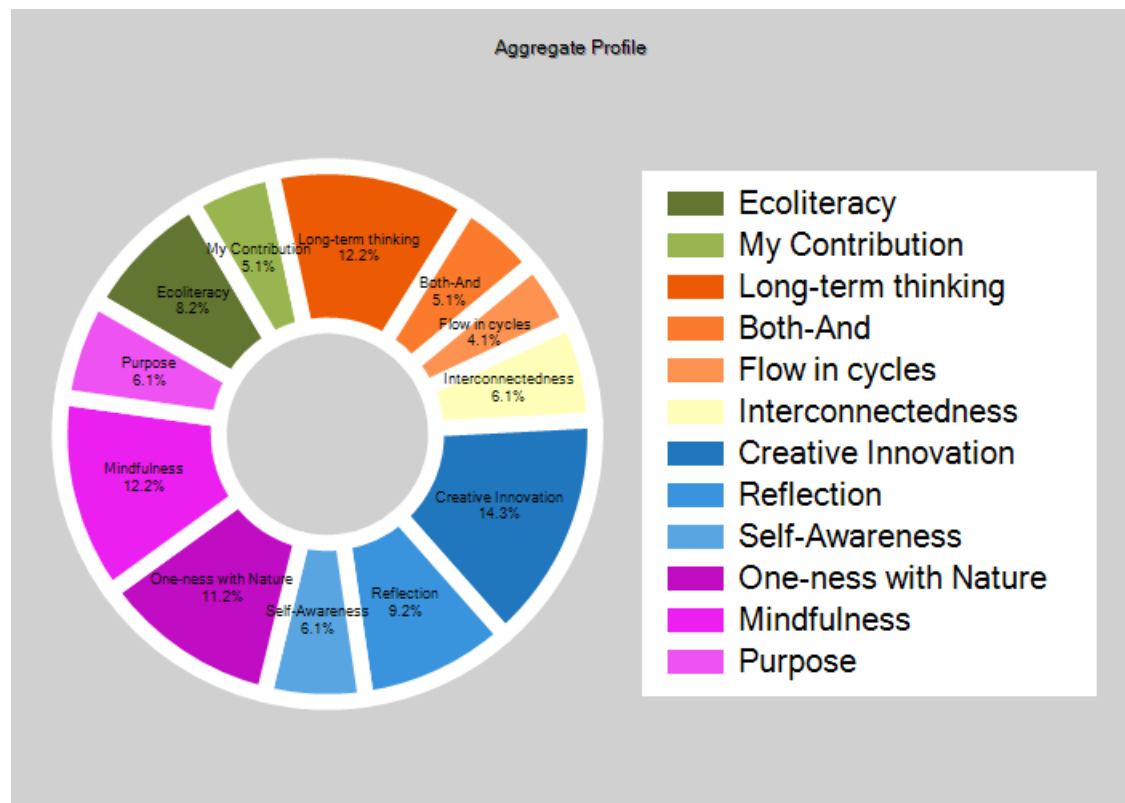 Aggregate Profile
Long-term thinking
12.2%
My Contribution
5.1%
Both-And
5.1%
Ecoliteracy
8.2%
Flow in cycles
4.1%
Purpose
6.1%
Interconnectedness
6.1%
Mindfulness
12.2%
Creative Innovation
14.3%
One-ness with Nature
11.2%
Reflection
9.2%
Self-Awareness
6.1%
Ecoliteracy
My Contribution
Long-term thinking
Both-And
Flow in cycles
Interconnectedness
Creative Innovation
Reflection
Self-Awareness
One-ness with Nature
Mindfulness
Purpose